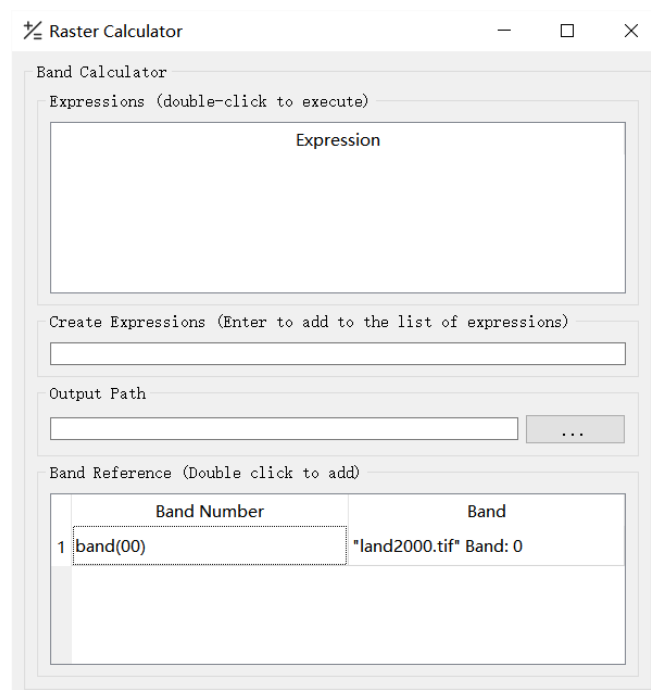 Raster Calculator
Band Calculator
Expressions (double-click to execute)
Expression
Create Expressions (Enter to add to the list of expressions)
Output Path
...
Band Reference (Double click to add)
Band Number Band
1 band(00) "land2000.tif" Band: 0